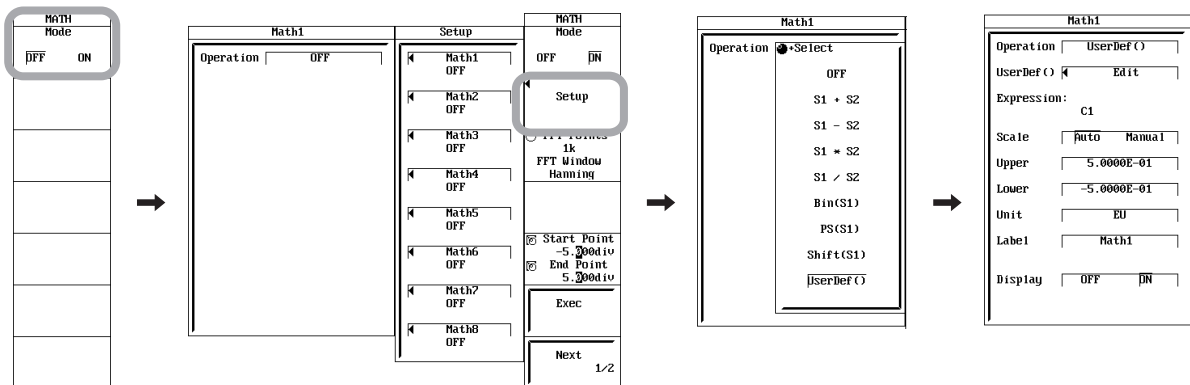 MATH
Mode
OFF ON
Math1
Operation OFF
Setup
Math1
OFF
Math2
OFF
Math3
OFF
Math4
OFF
Math5
OFF
Math6
OFF
Math7
OFF
Math8
OFF
MATH
Mode
OFF ON
Setup
FFT Points
1k
FFT Window
Hanning
Start Point
-5.000div
End Point
5.000div
Exec
Next
1/2
Math1
Operation +Select
OFF
S1 + S2
S1 - S2
S1 * S2
S1 / S2
Bin(S1)
PS(S1)
Shift(S1)
UserDef()
Math1
Operation UserDef()
UserDef() Edit
Expression:
C1
Scale Auto Manual
Upper 5.0000E-01
Lower -5.0000E-01
Unit EU
Label Math1
Display OFF ON